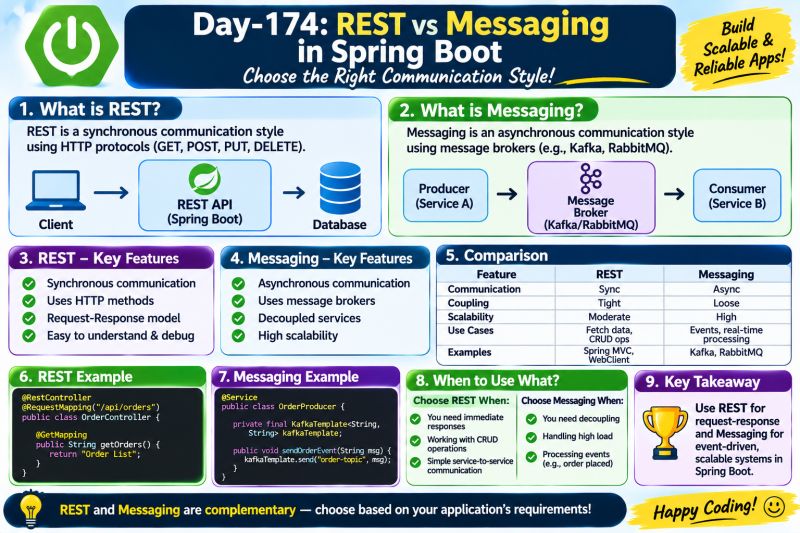 Day-174: REST vs Messaging
in Spring Boot
Choose the Right Communication Style!
Build
Scalable &
Reliable Apps!
1. What is REST?
REST is a synchronous communication style
using HTTP protocols (GET, POST, PUT, DELETE).
Client
REST API
(Spring Boot)
Database
2. What is Messaging?
Messaging is an asynchronous communication style
using message brokers (e.g., Kafka, RabbitMQ).
Producer
(Service A)
Message
Broker
(Kafka/RabbitMQ)
Consumer
(Service B)
3. REST – Key Features
Synchronous communication
Uses HTTP methods
Request-Response model
Easy to understand & debug
4. Messaging – Key Features
Asynchronous communication
Uses message brokers
Decoupled services
High scalability
5. Comparison
Feature REST Messaging
Communication Sync Async
Coupling Tight Loose
Scalability Moderate High
Use Cases Fetch data, Events, real-time
CRUD ops processing
Examples Spring MVC, Kafka, RabbitMQ
WebClient
6. REST Example
@RestController
@RequestMapping("/api/orders")
public class OrderController {
@GetMapping
public String getOrders() {
return "Order List";
}
}
7. Messaging Example
@Service
public class OrderProducer {
private final KafkaTemplate<String,
String> kafkaTemplate;
public void sendOrderEvent(String msg) {
kafkaTemplate.send("order-topic", msg);
}
}
8. When to Use What?
Choose REST When:
You need immediate
responses
Working with CRUD
operations
Simple service-to-service
communication
Choose Messaging When:
You need decoupling
Handling high load
Processing events
(e.g., order placed)
9. Key Takeaway
Use REST for
request-response
and Messaging for
event-driven,
scalable systems in
Spring Boot.
REST and Messaging are complementary — choose based on your application's requirements!
Happy Coding!